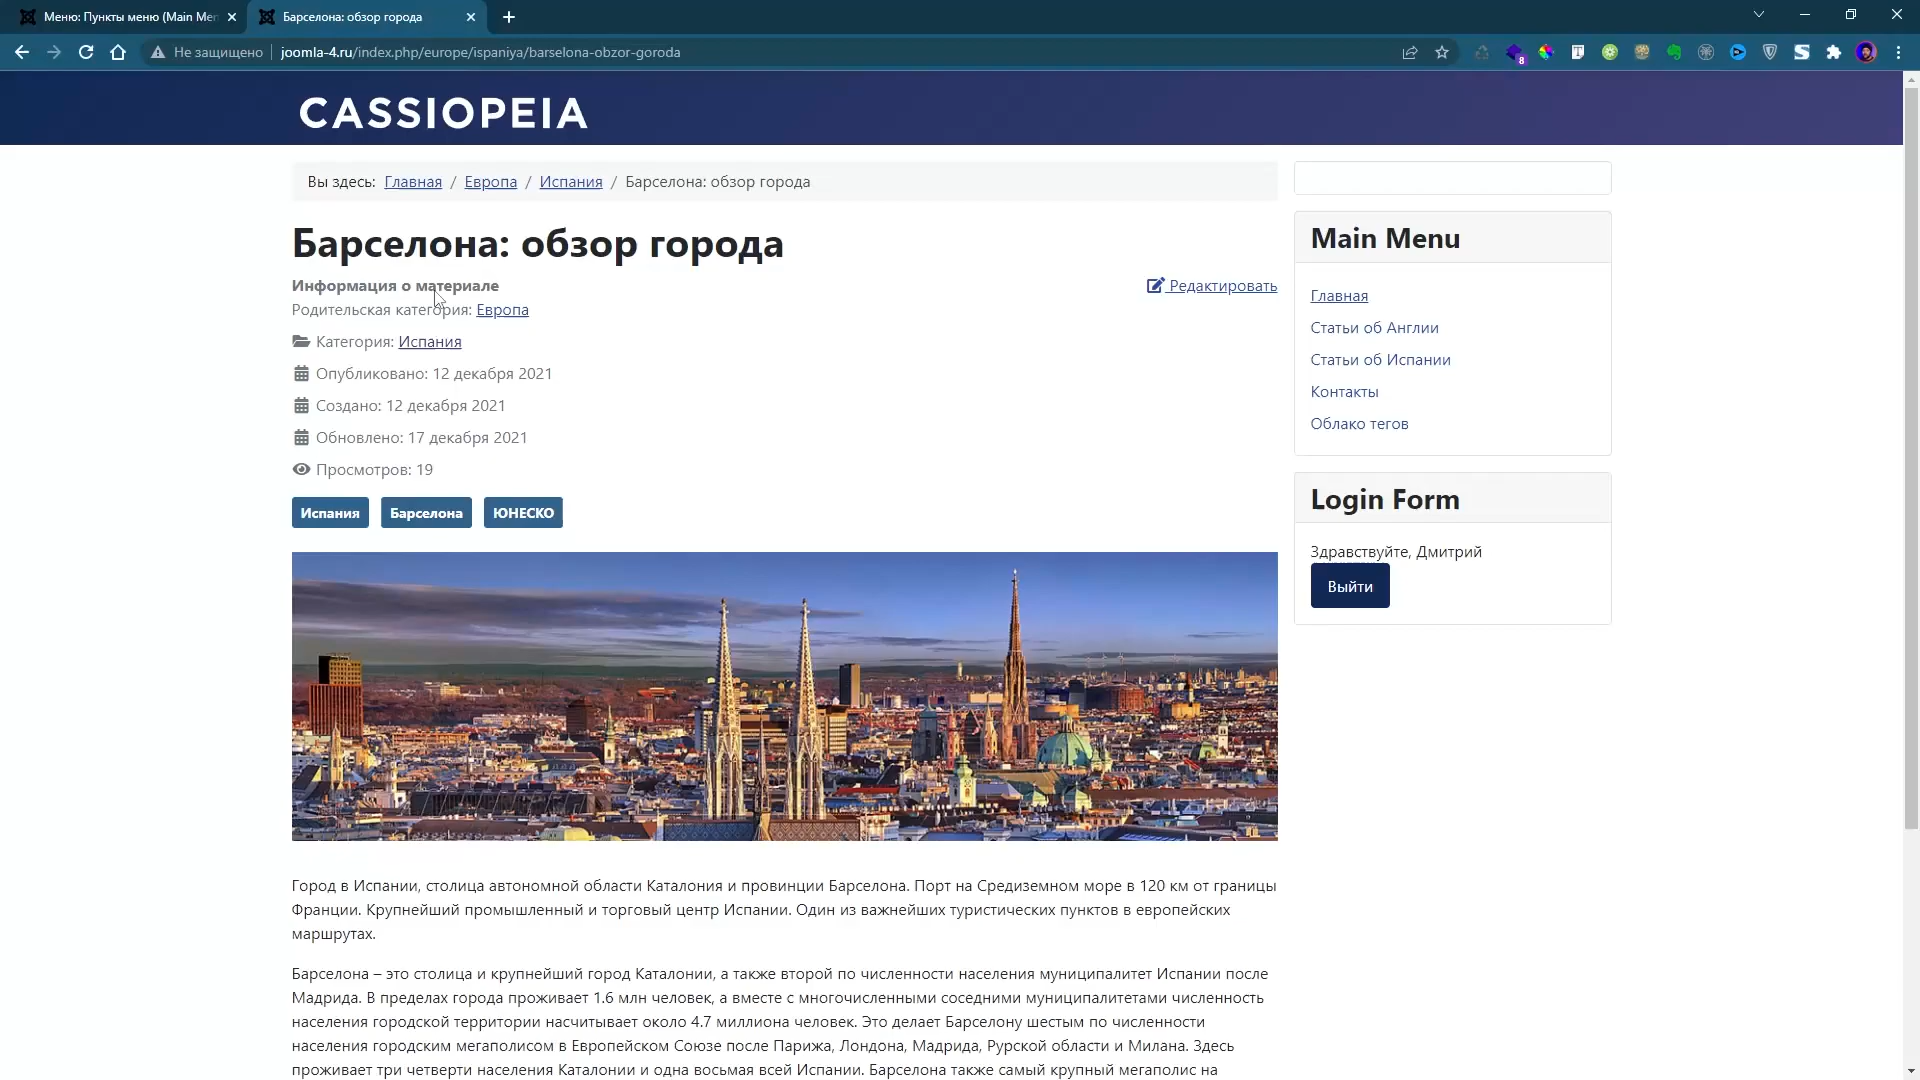 Меню: Пункты меню (Main Men
Барселона: обзор города
Не защищено
joomla-4.ru/index.php/europe/ispaniya/barselona-obzor-goroda
8
CASSIOPEIA
Вы здесь: Главная / Европа / Испания / Барселона: обзор города
Барселона: обзор города
Информация о материале
Редактировать
Родительская категория: Европа
Категория: Испания
Опубликовано: 12 декабря 2021
Создано: 12 декабря 2021
Обновлено: 17 декабря 2021
Просмотров: 19
Испания
Барселона
ЮНЕСКО
Город в Испании, столица автономной области Каталония и провинции Барселона. Порт на Средиземном море в 120 км от границы
Франции. Крупнейший промышленный и торговый центр Испании. Один из важнейших туристических пунктов в европейских
маршрутах.
Барселона – это столица и крупнейший город Каталонии, а также второй по численности населения муниципалитет Испании после
Мадрида. В пределах города проживает 1.6 млн человек, а вместе с многочисленными соседними муниципалитетами численность
населения городской территории насчитывает около 4.7 миллиона человек. Это делает Барселону шестым по численности
населения городским мегаполисом в Европейском Союзе после Парижа, Лондона, Мадрида, Рурской области и Милана. Здесь
проживает три четверти населения Каталонии и одна восьмая всей Испании. Барселона также самый крупный мегаполис на
Main Menu
Главная
Статьи об Англии
Статьи об Испании
Контакты
Облако тегов
Login Form
Здравствуйте, Дмитрий
Выйти